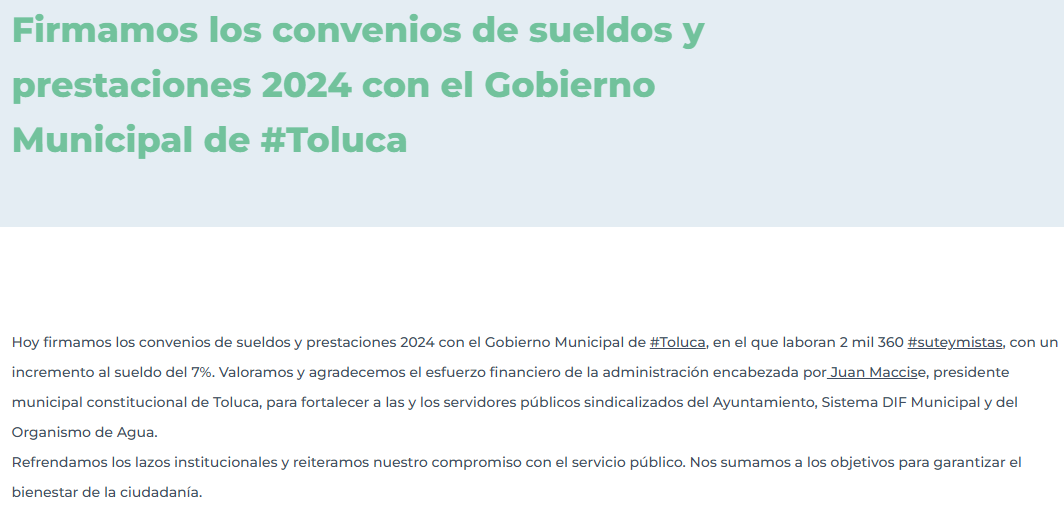 Firmamos los convenios de sueldos y
prestaciones 2024 con el Gobierno
Municipal de #Toluca
Hoy firmamos los convenios de sueldos y prestaciones 2024 con el Gobierno Municipal de #Toluca, en el que laboran 2 mil 360 #suteymistas, con un
incremento al sueldo del 7%. Valoramos y agradecemos el esfuerzo financiero de la administración encabezada por Juan Maccise, presidente
municipal constitucional de Toluca, para fortalecer a las y los servidores públicos sindicalizados del Ayuntamiento, Sistema DIF Municipal y del
Organismo de Agua.
Refrendamos los lazos institucionales y reiteramos nuestro compromiso con el servicio público. Nos sumamos a los objetivos para garantizar el
bienestar de la ciudadanía.